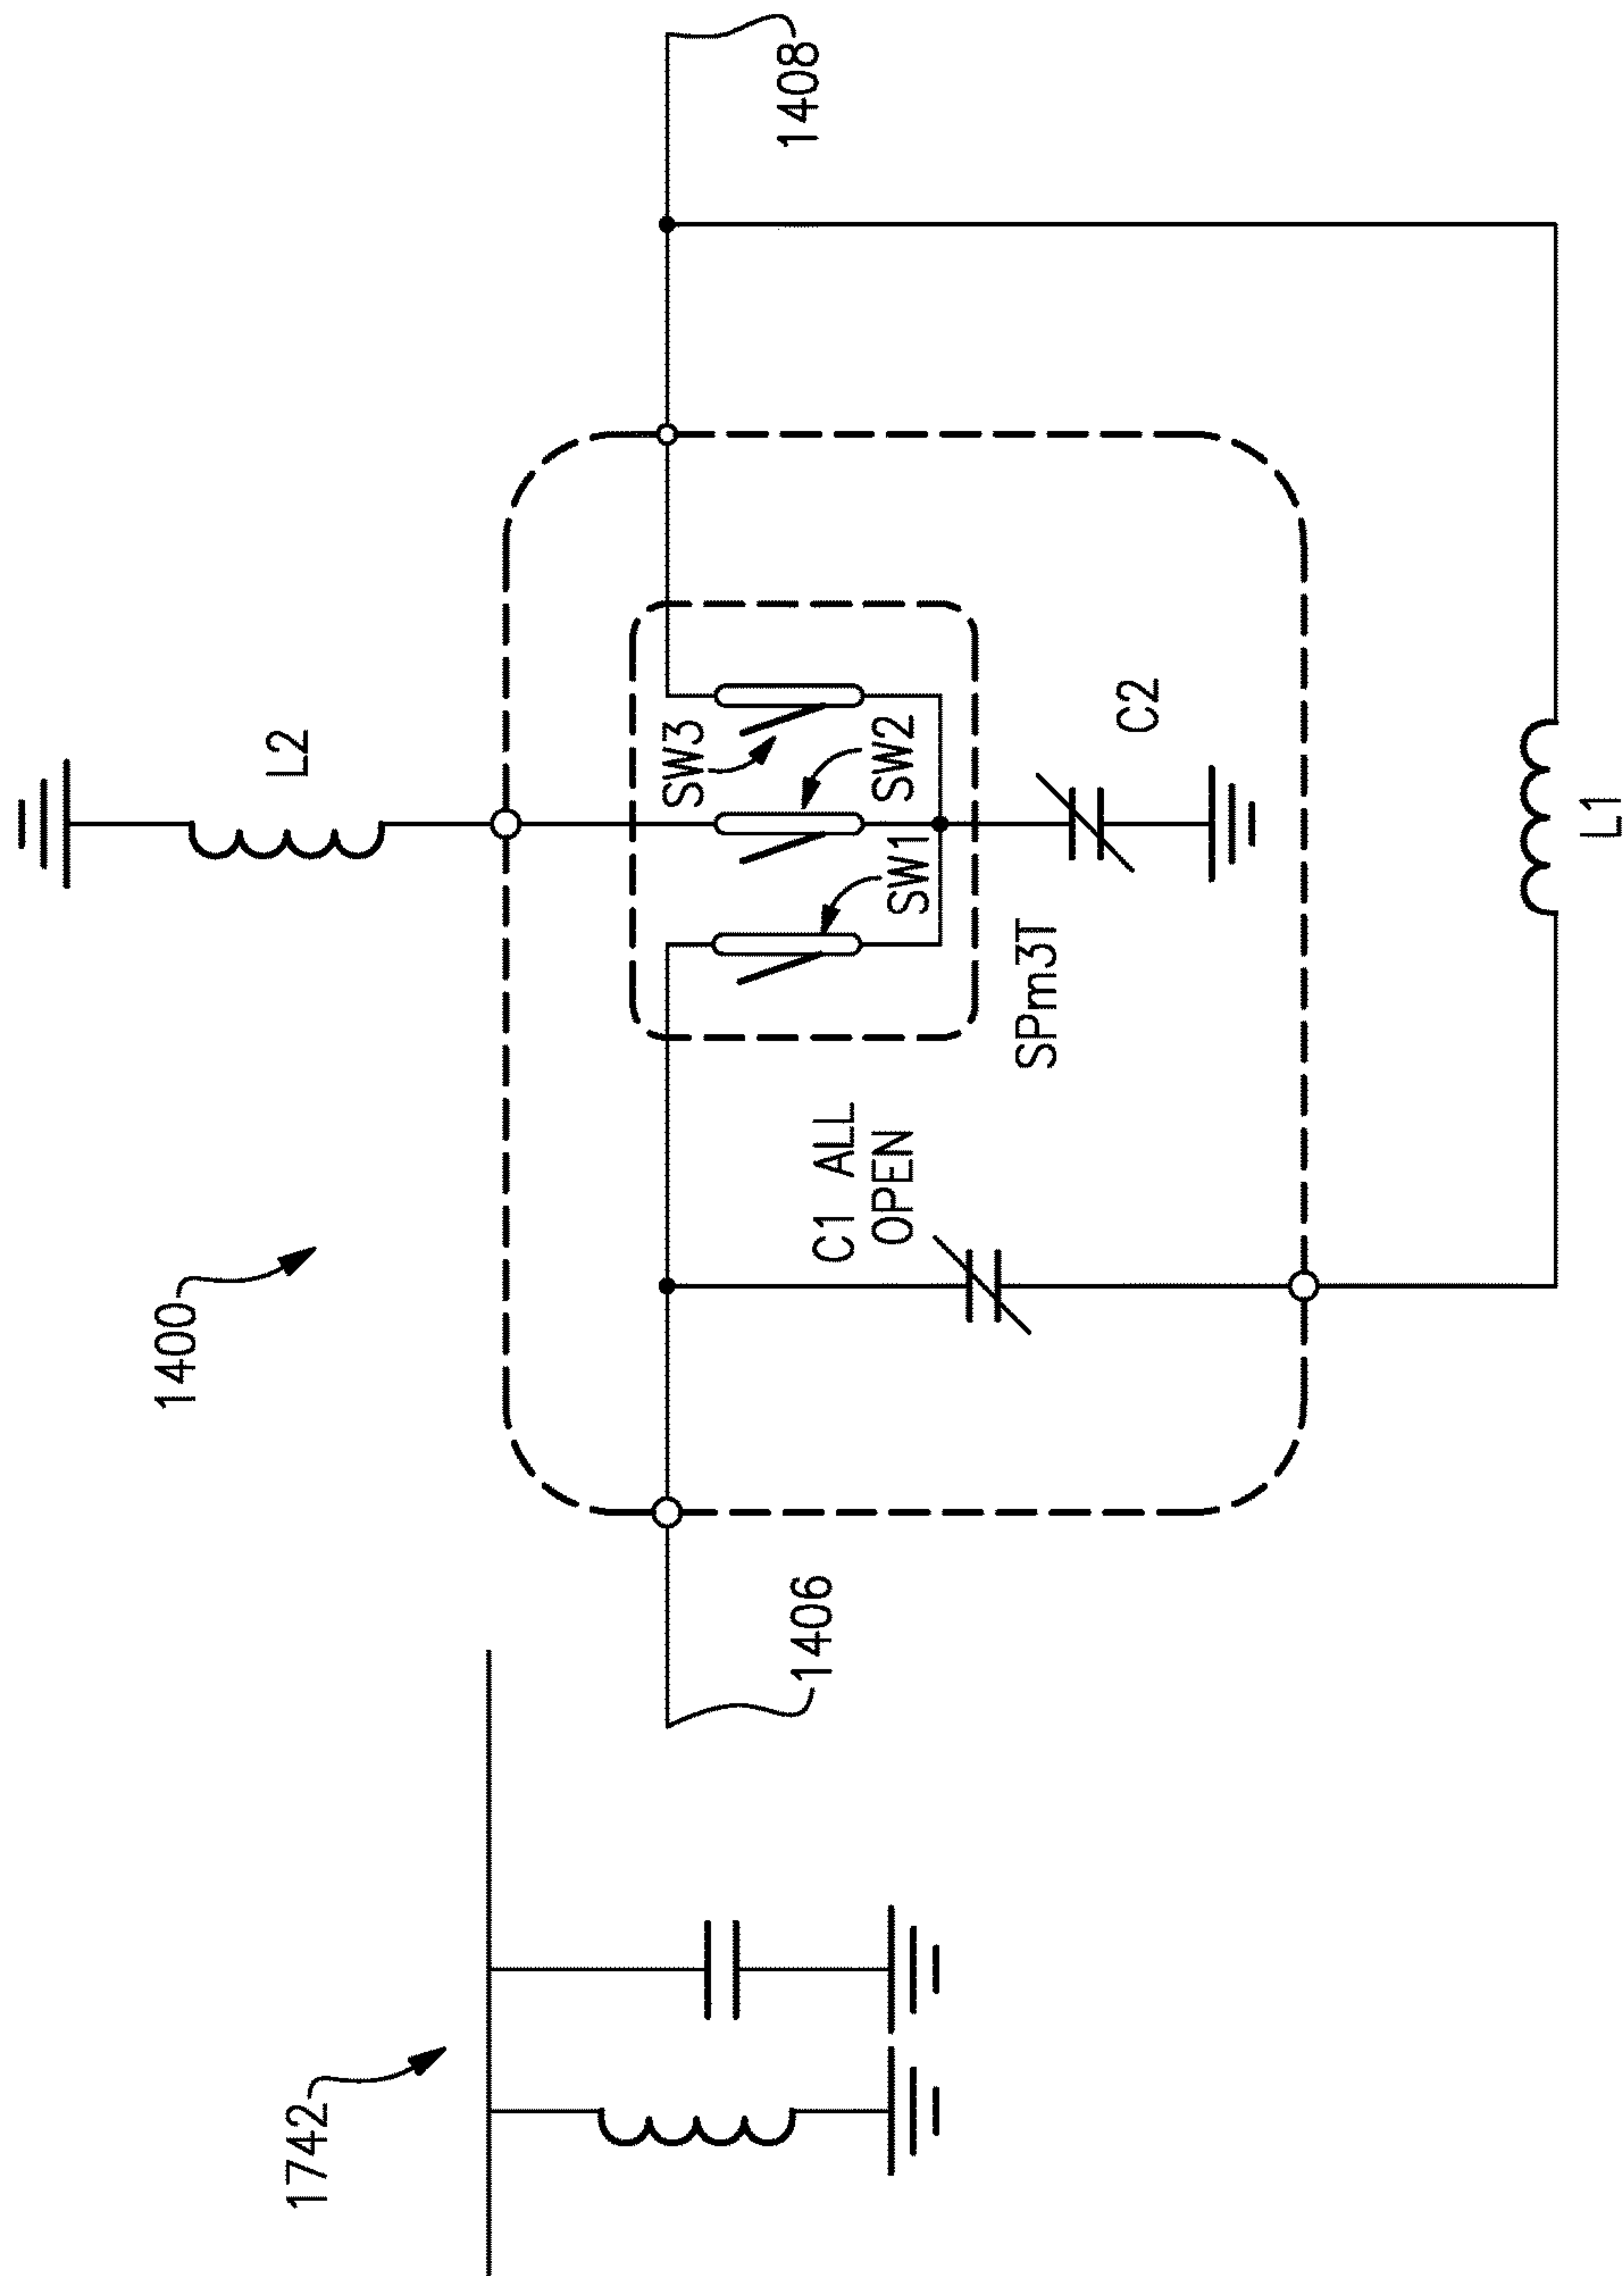 1742
1400
1406
1408
L2
SW3
SW2
SW1
C1 ALL
OPEN
SPm3T
C2
L1